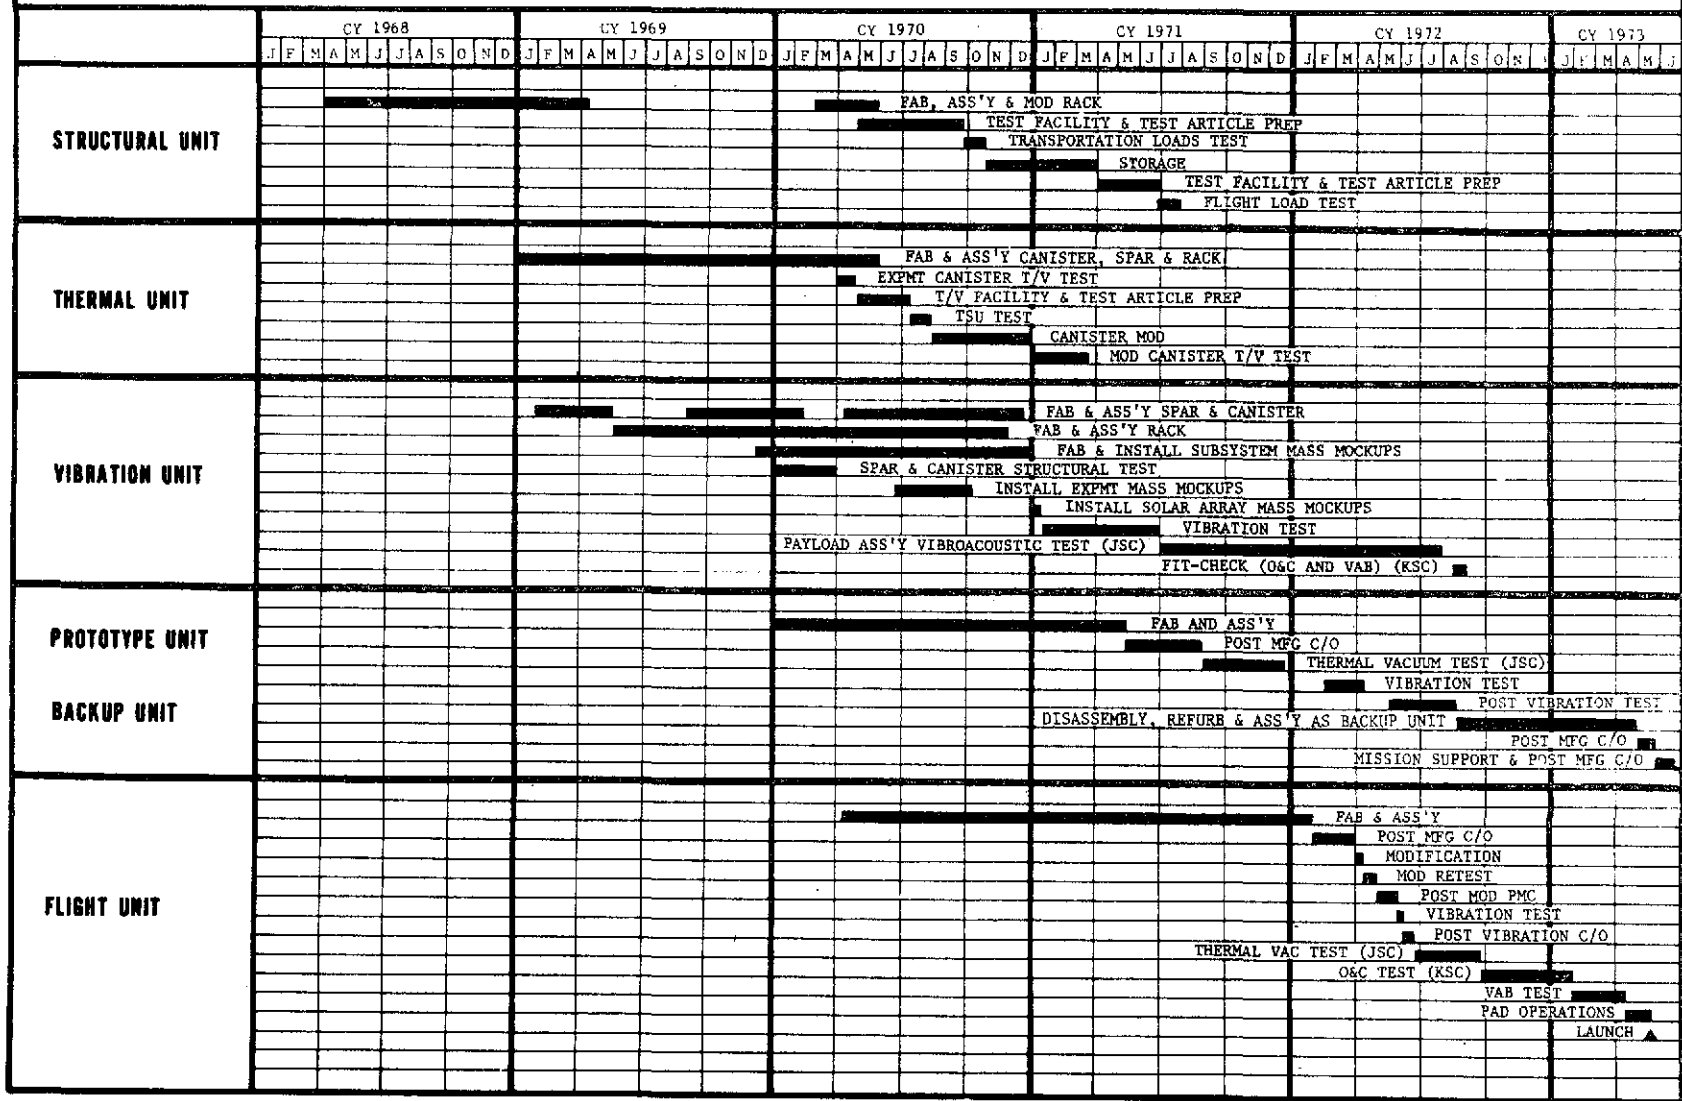 CY 1968 CY 1969 CY 1970 CY 1971 CY 1972 CY 1973
J F M A M J J A S O N D J F M A M J J A S O N D J F M A M J J A S O N D J F M A M J J A S O N D J F M A M J J A S O N J F M A M J
STRUCTURAL UNIT
FAB, ASS'Y & MOD RACK
TEST FACILITY & TEST ARTICLE PREP
TRANSPORTATION LOADS TEST
STORAGE
TEST FACILITY & TEST ARTICLE PREP
FLIGHT LOAD TEST
THERMAL UNIT
FAB & ASS'Y CANISTER, SPAR & RACK
EXPMT CANISTER T/V TEST
T/V FACILITY & TEST ARTICLE PREP
TSU TEST
CANISTER MOD
MOD CANISTER T/V TEST
VIBRATION UNIT
FAB & ASS'Y SPAR & CANISTER
FAB & ASS'Y RACK
FAB & INSTALL SUBSYSTEM MASS MOCKUPS
SPAR & CANISTER STRUCTURAL TEST
INSTALL EXPMT MASS MOCKUPS
INSTALL SOLAR ARRAY MASS MOCKUPS
VIBRATION TEST
PAYLOAD ASS'Y VIBROACOUSTIC TEST (JSC)
FIT-CHECK (O&C AND VAB) (KSC)
PROTOTYPE UNIT
BACKUP UNIT
FAB AND ASS'Y
POST MFG C/O
THERMAL VACUUM TEST (JSC)
VIBRATION TEST
POST VIBRATION TEST
DISASSEMBLY, REFURB & ASS'Y AS BACKUP UNIT
POST MFG C/O
MISSION SUPPORT & POST MFG C/O
FLIGHT UNIT
FAB & ASS'Y
POST MFG C/O
MODIFICATION
MOD RETEST
POST MOD PMC
VIBRATION TEST
POST VIBRATION C/O
THERMAL VAC TEST (JSC)
O&C TEST (KSC)
VAB TEST
PAD OPERATIONS
LAUNCH